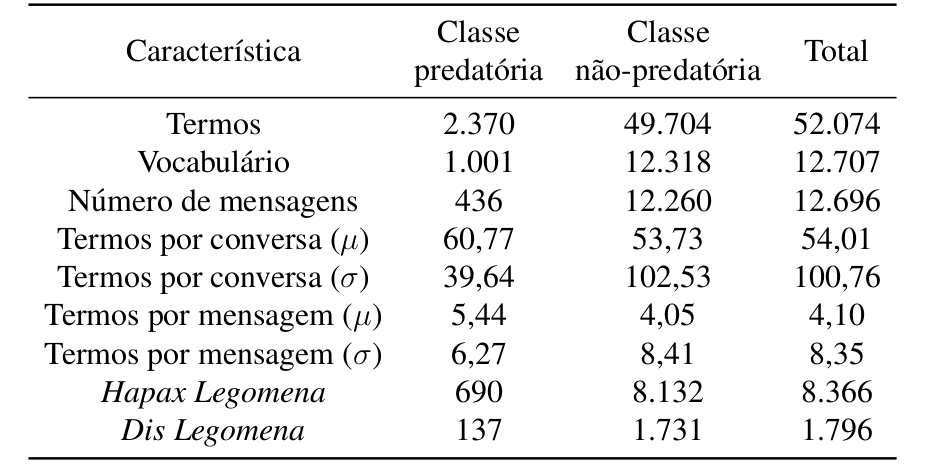 Característica Classe predatória Classe não-predatória Total
Termos 2.370 49.704 52.074
Vocabulário 1.001 12.318 12.707
Número de mensagens 436 12.260 12.696
Termos por conversa (μ) 60,77 53,73 54,01
Termos por conversa (σ) 39,64 102,53 100,76
Termos por mensagem (μ) 5,44 4,05 4,10
Termos por mensagem (σ) 6,27 8,41 8,35
Hapax Legomena 690 8.132 8.366
Dis Legomena 137 1.731 1.796